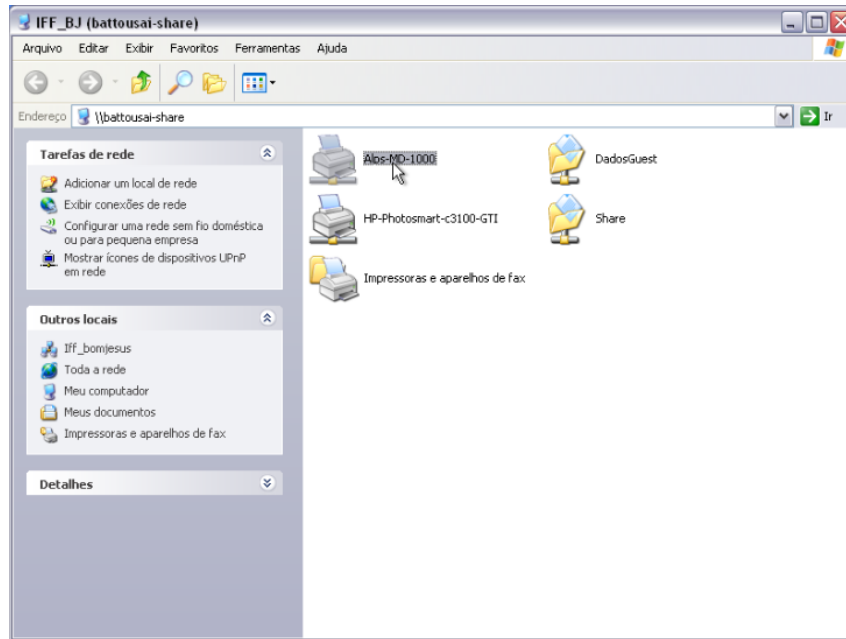 IFF_BJ (battousai-share)
Arquivo Editar Exibir Favoritos Ferramentas Ajuda
Endereço \\battousai-share Ir
Tarefas de rede
Adicionar um local de rede
Exibir conexões de rede
Configurar uma rede sem fio doméstica
ou para pequena empresa
Mostrar ícones de dispositivos UPnP
em rede
Outros locais
Iff_bomjesus
Toda a rede
Meu computador
Meus documentos
Impressoras e aparelhos de fax
Detalhes
Alps-MD-1000
DadosGuest
HP-Photosmart-c3100-GTI
Share
Impressoras e aparelhos de fax